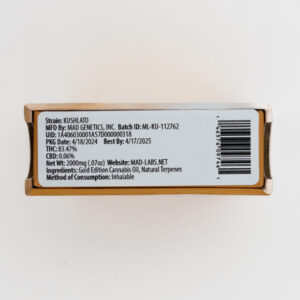 Strain: KUSHLATO
MFD By: MAD GENETICS, INC. Batch ID: ML-KU-112762
UID: 1A406030001A57D000000318
PKG Date: 4/18/2024 Best By: 4/17/2025
THC: 83.47%
CBD: 0.06%
Net Wt: 2000mg (.07oz) Website: MAD-LABS.NET
Ingredients: Gold Edition Cannabis Oil, Natural Terpenes
Method of Consumption: Inhalable